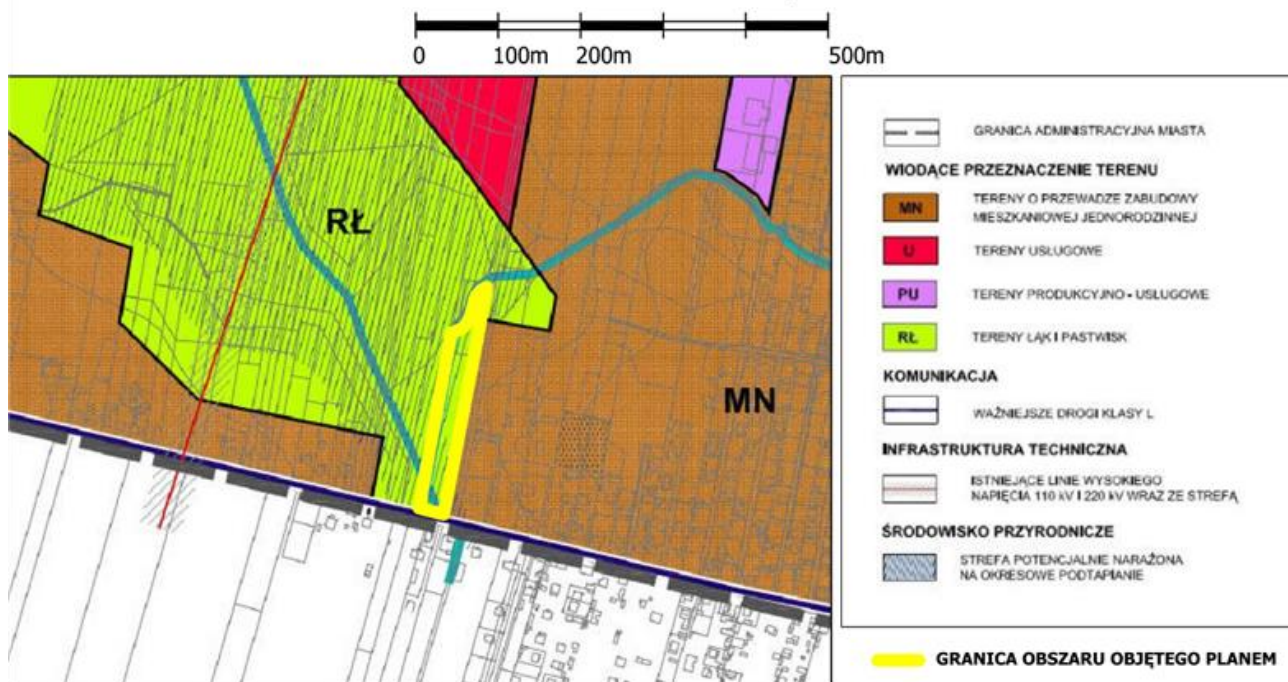 0 100m 200m 500m
RŁ
MN
GRANICA ADMINISTRACYJNA MIASTA
WIODĄCE PRZEZNACZENIE TERENU
MN TERENY O PRZEWADZE ZABUDOWY
MIESZKANIOWEJ JEDNORODZINNEJ
U TERENY USŁUGOWE
PU TERENY PRODUKCYJNO - USŁUGOWE
RŁ TERENY ŁĄK I PASTWISK
KOMUNIKACJA
WAŻNIEJSZE DROGI KLASY L
INFRASTRUKTURA TECHNICZNA
ISTNIEJĄCE LINIE WYSOKIEGO
NAPIĘCIA 110 kV I 220 kV WRAZ ZE STREFĄ
ŚRODOWISKO PRZYRODNICZE
STREFA POTENCJALNIE NARAŻONA
NA OKRESOWE PODTAPIANIE
GRANICA OBSZARU OBJĘTEGO PLANEM